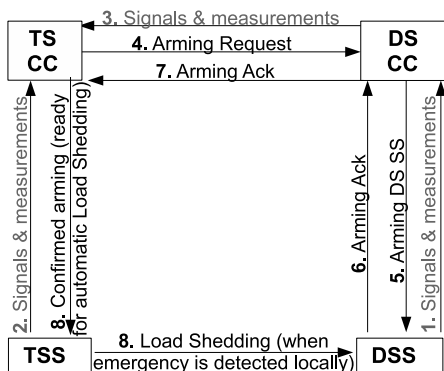 3. Signals & measurements
TS
CC
4. Arming Request
DS
CC
7. Arming Ack
2. Signals & measurements
8. Confirmed arming (ready
for automatic Load Shedding)
6. Arming Ack
5. Arming DS SS
1. Signals & measurements
TSS
8. Load Shedding (when
emergency is detected locally)
DSS